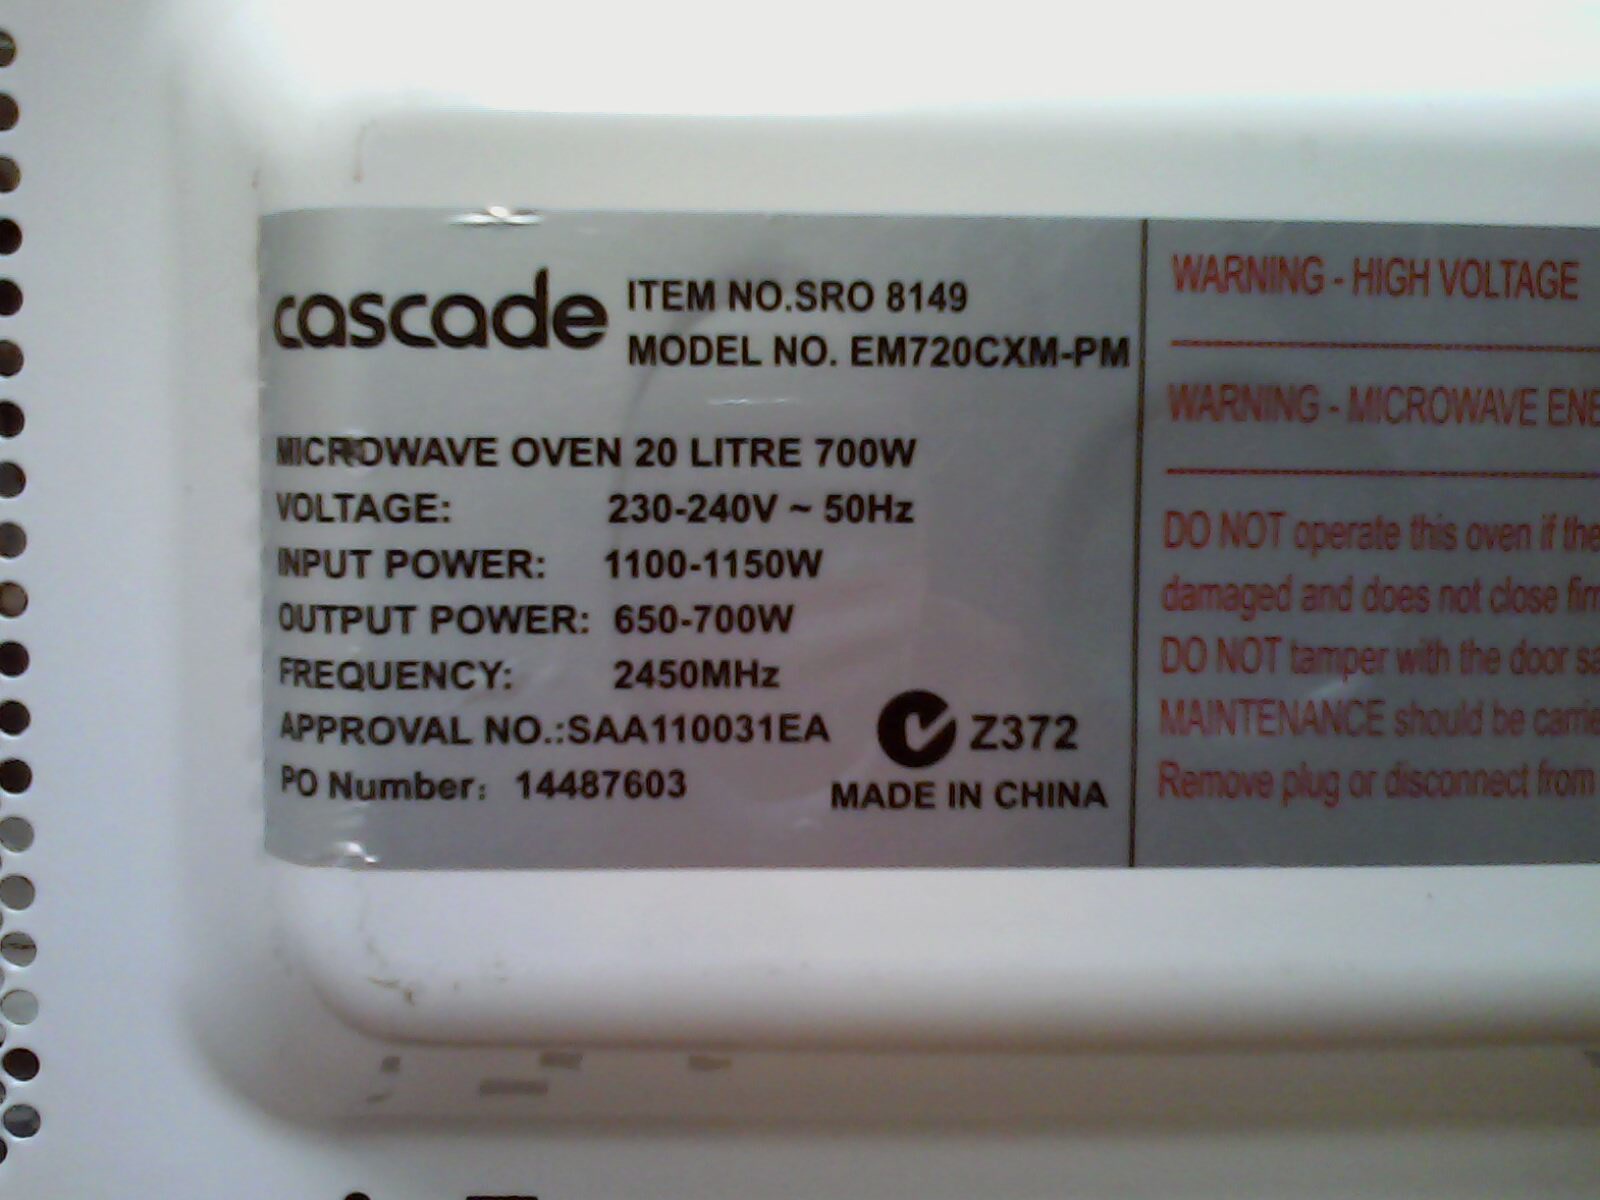 cascade
ITEM NO.SRO 8149
MODEL NO. EM720CXM-PM
MICROWAVE OVEN 20 LITRE 700W
VOLTAGE: 230-240V ~ 50Hz
INPUT POWER: 1100-1150W
OUTPUT POWER: 650-700W
FREQUENCY: 2450MHz
APPROVAL NO.:SAA110031EA
Z372
PO Number: 14487603
MADE IN CHINA
WARNING - HIGH VOLTAGE
WARNING - MICROWAVE
DO NOT operate this oven if the
damaged and does not close
DO NOT tamper with the door
MAINTENANCE should be
Remove plug or disconnect from